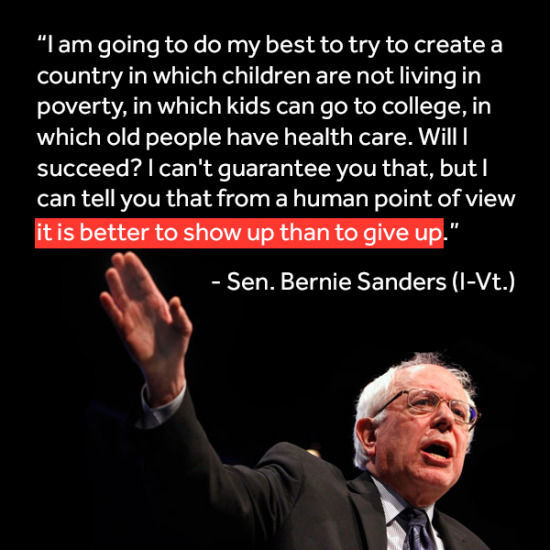 “I am going to do my best to try to create a
country in which children are not living in
poverty, in which kids can go to college, in
which old people have health care. Will I
succeed? I can't guarantee you that, but I
can tell you that from a human point of view
it is better to show up than to give up.”
- Sen. Bernie Sanders (I-Vt.)